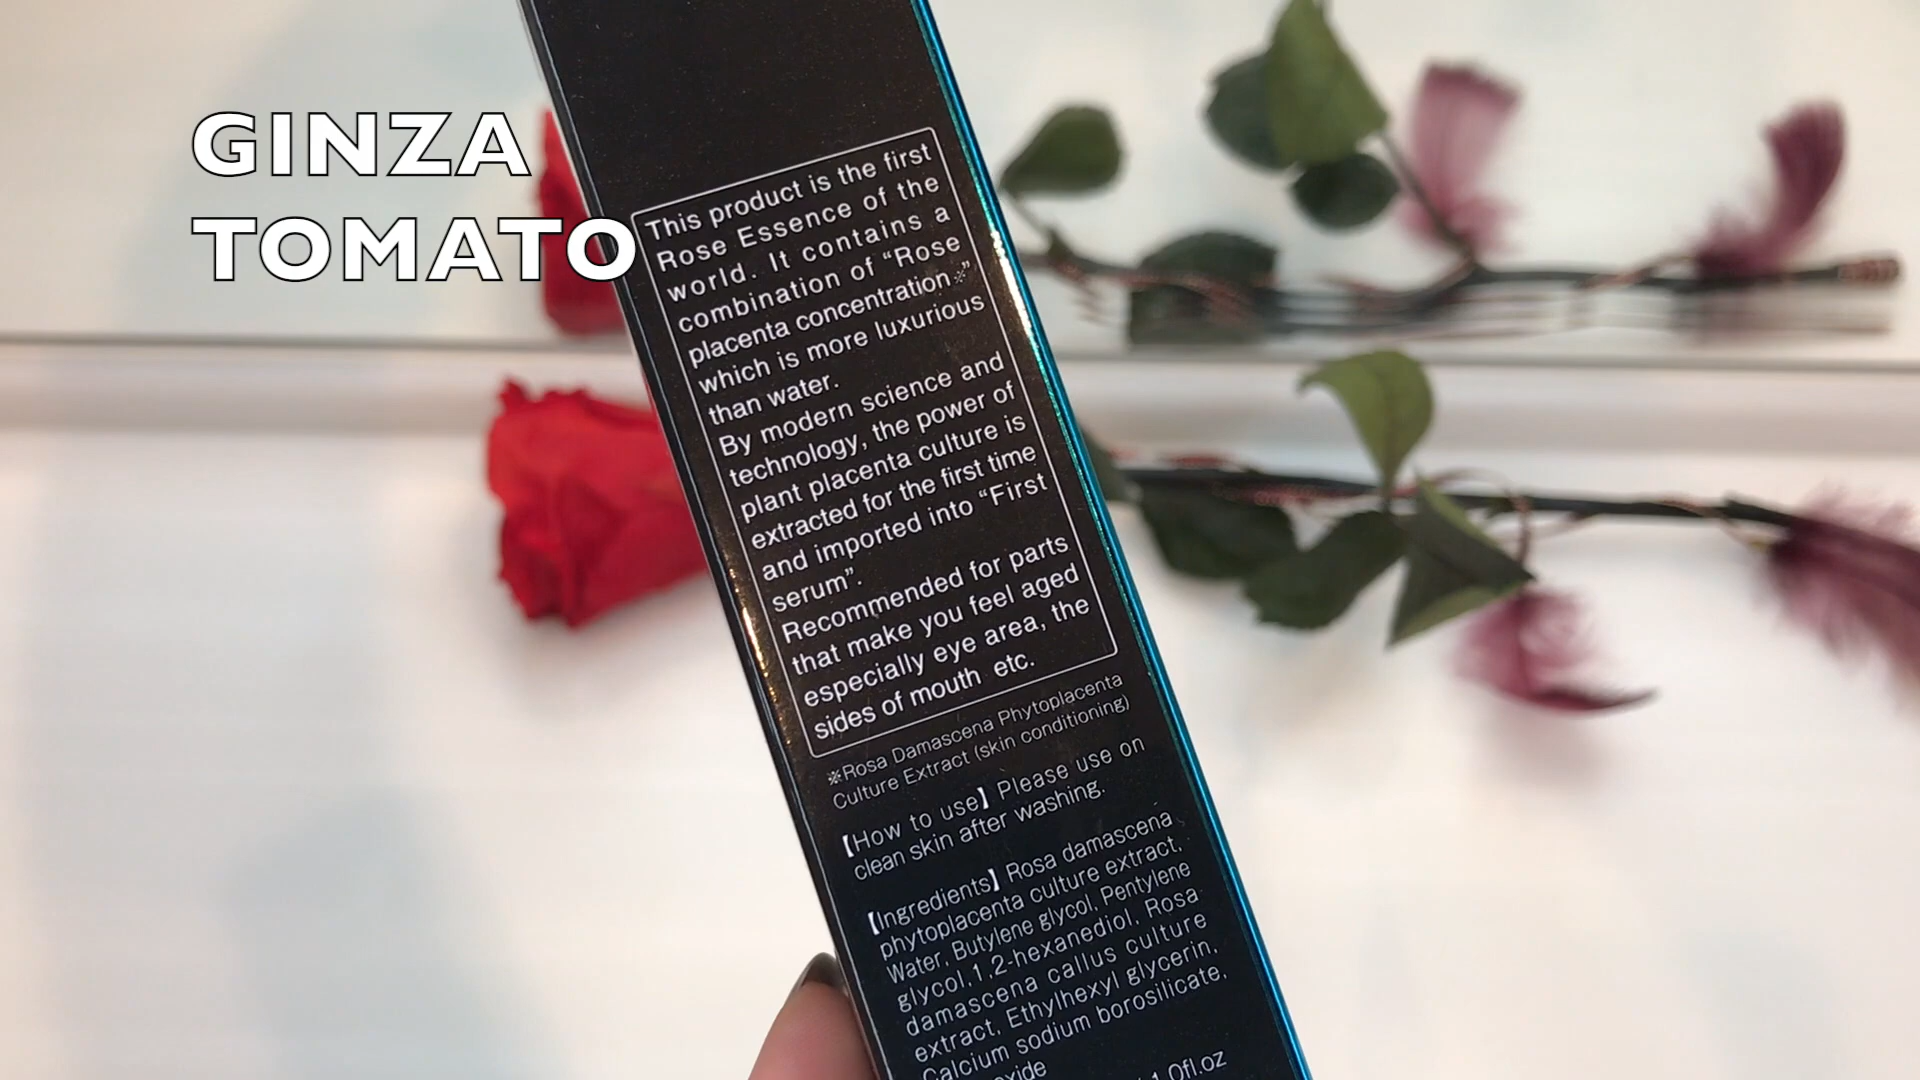 GINZA
TOMATO
This product is the first
Rose Essence of the
world. It contains a
combination of “Rose
placenta concentration※”
which is more luxurious
than water.
By modern science and
technology, the power of
plant placenta culture is
extracted for the first time
and imported into “First
serum”.
Recommended for parts
that make you feel aged
especially eye area, the
sides of mouth etc.
※Rosa Damascena Phytoplacenta
Culture Extract (skin conditioning)
【How to use】 Please use on
clean skin after washing.
【Ingredients】 Rosa damascena
phytoplacenta culture extract,
Water, Butylene glycol, Pentylene
glycol,1,2-hexanediol, Rosa
damascena callus culture
extract, Ethylhexyl glycerin,
Calcium sodium borosilicate,
1.0fl.oz